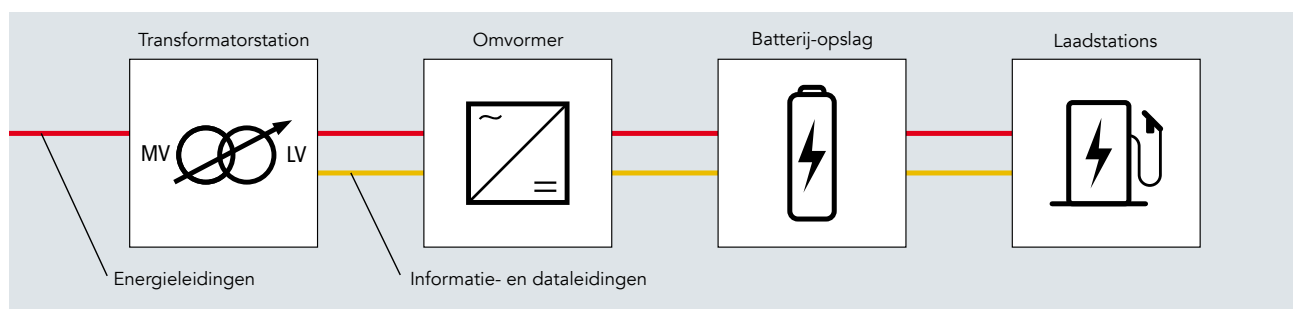 Transformatorstation
Omvormer
Batterij-opslag
Laadstations
MV
LV
Energieleidingen
Informatie- en dataleidingen